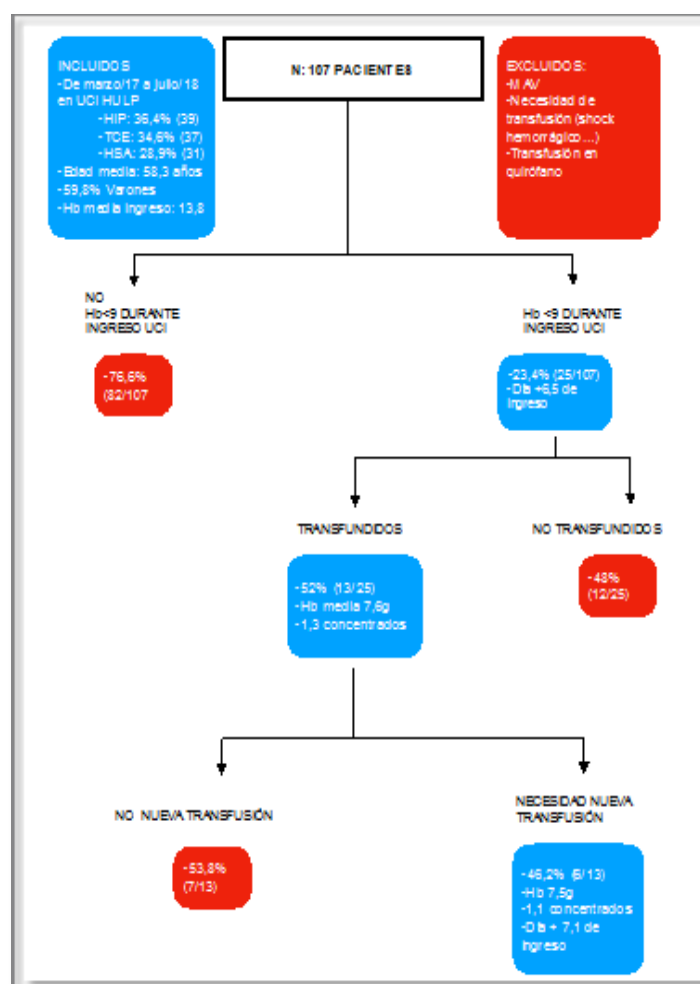 INCLUIDOS
-De marzo/17 a julio/18
en UCI HULP
-HIP: 36,4% (39)
-TCE: 34,6% (37)
-HSA: 28,9% (31)
-Edad media: 58,3 años
-59,8% Varones
-Hb media ingreso: 13,8
N: 107 PACIENTES
EXCLUIDOS:
-MAV
-Necesidad de
transfusión (shock
hemorrágico...)
-Transfusión en
quirófano
NO
Hb<9 DURANTE
INGRESO UCI
-76,6%
(82/107
Hb <9 DURANTE
INGRESO UCI
-23,4% (25/107)
-Día +6,5 de
ingreso
TRANSFUNDIDOS
-52% (13/25)
-Hb media 7,6g
-1,3 concentrados
NO TRANSFUNDIDOS
-48%
(12/25)
NO NUEVA TRANSFUSIÓN
-53,8%
(7/13)
NECESIDAD NUEVA
TRANSFUSIÓN
-46,2% (6/13)
-Hb 7,5g
-1,1 concentrados
-Día + 7,1 de
ingreso